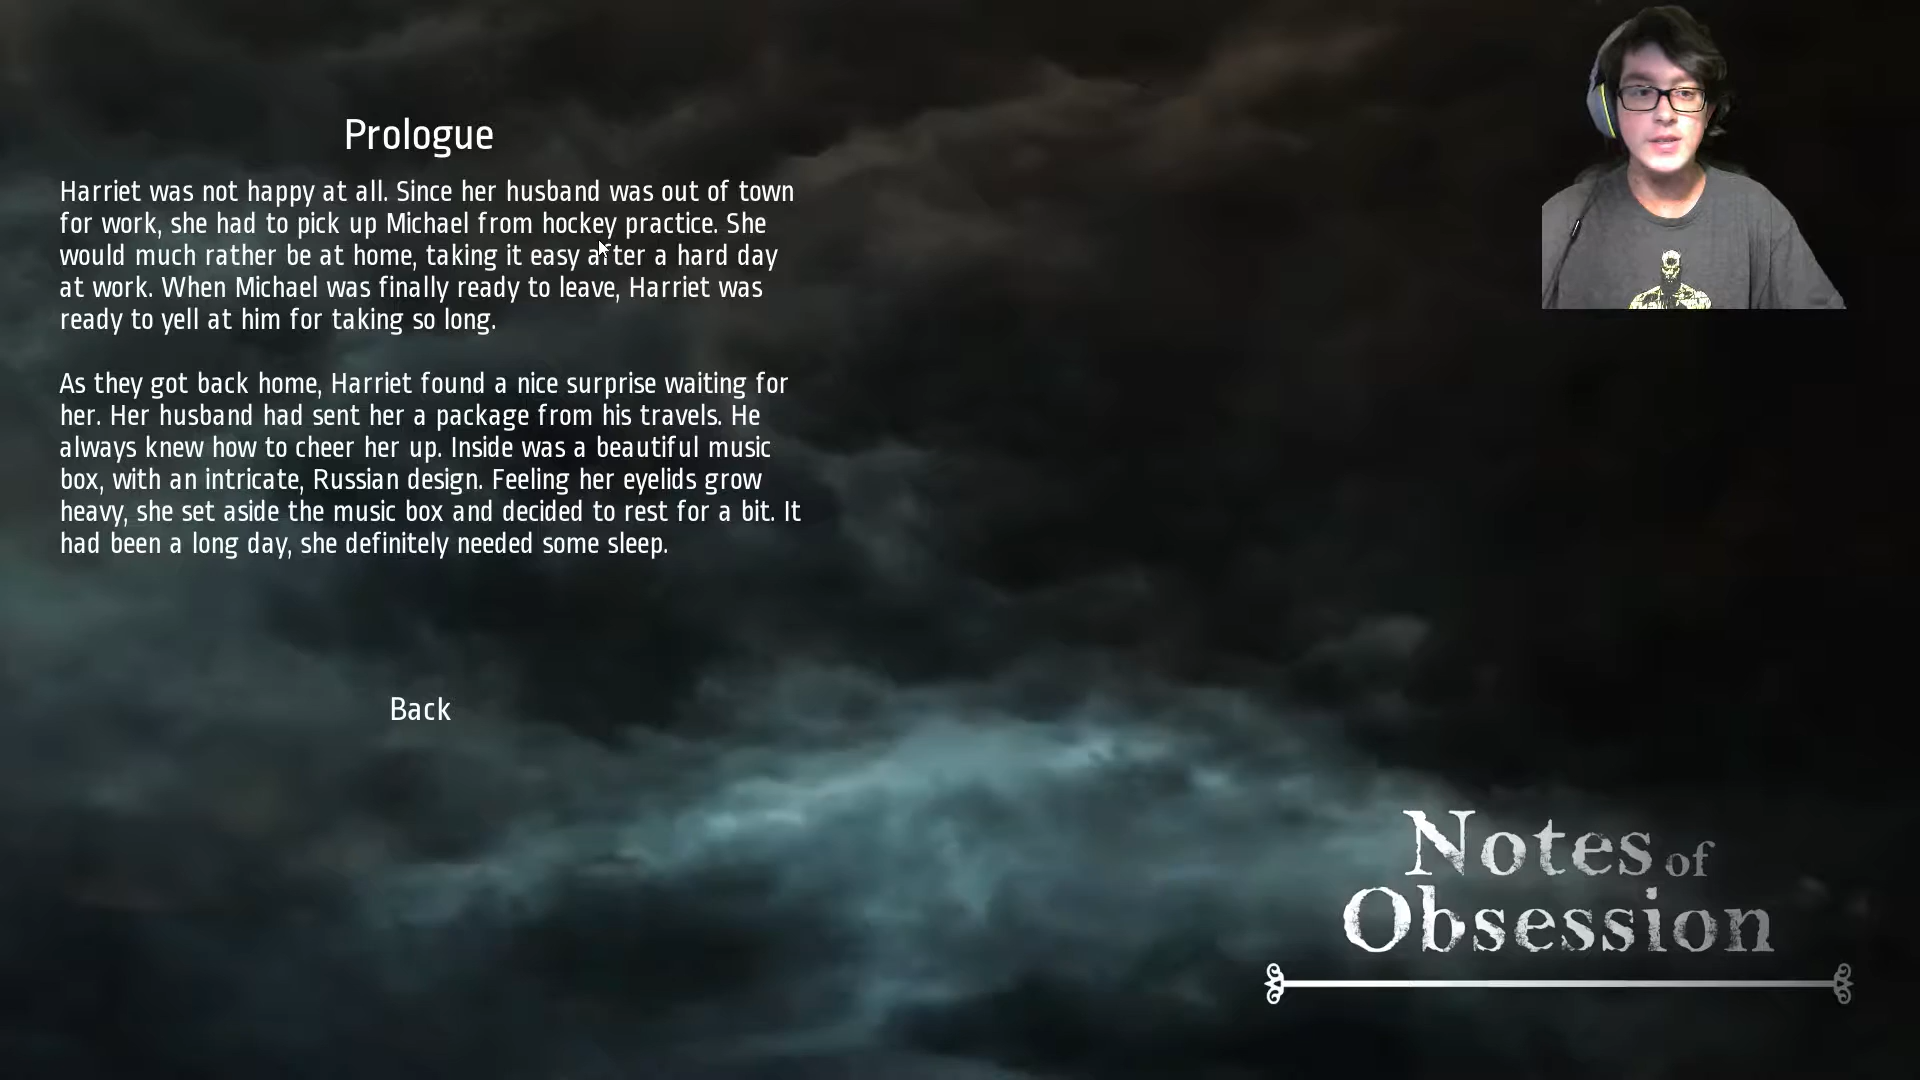 Prologue
Harriet was not happy at all. Since her husband was out of town
for work, she had to pick up Michael from hockey practice. She
would much rather be at home, taking it easy after a hard day
at work. When Michael was finally ready to leave, Harriet was
ready to yell at him for taking so long.
As they got back home, Harriet found a nice surprise waiting for
her. Her husband had sent her a package from his travels. He
always knew how to cheer her up. Inside was a beautiful music
box, with an intricate, Russian design. Feeling her eyelids grow
heavy, she set aside the music box and decided to rest for a bit. It
had been a long day, she definitely needed some sleep.
Back
Notes of
Obsession